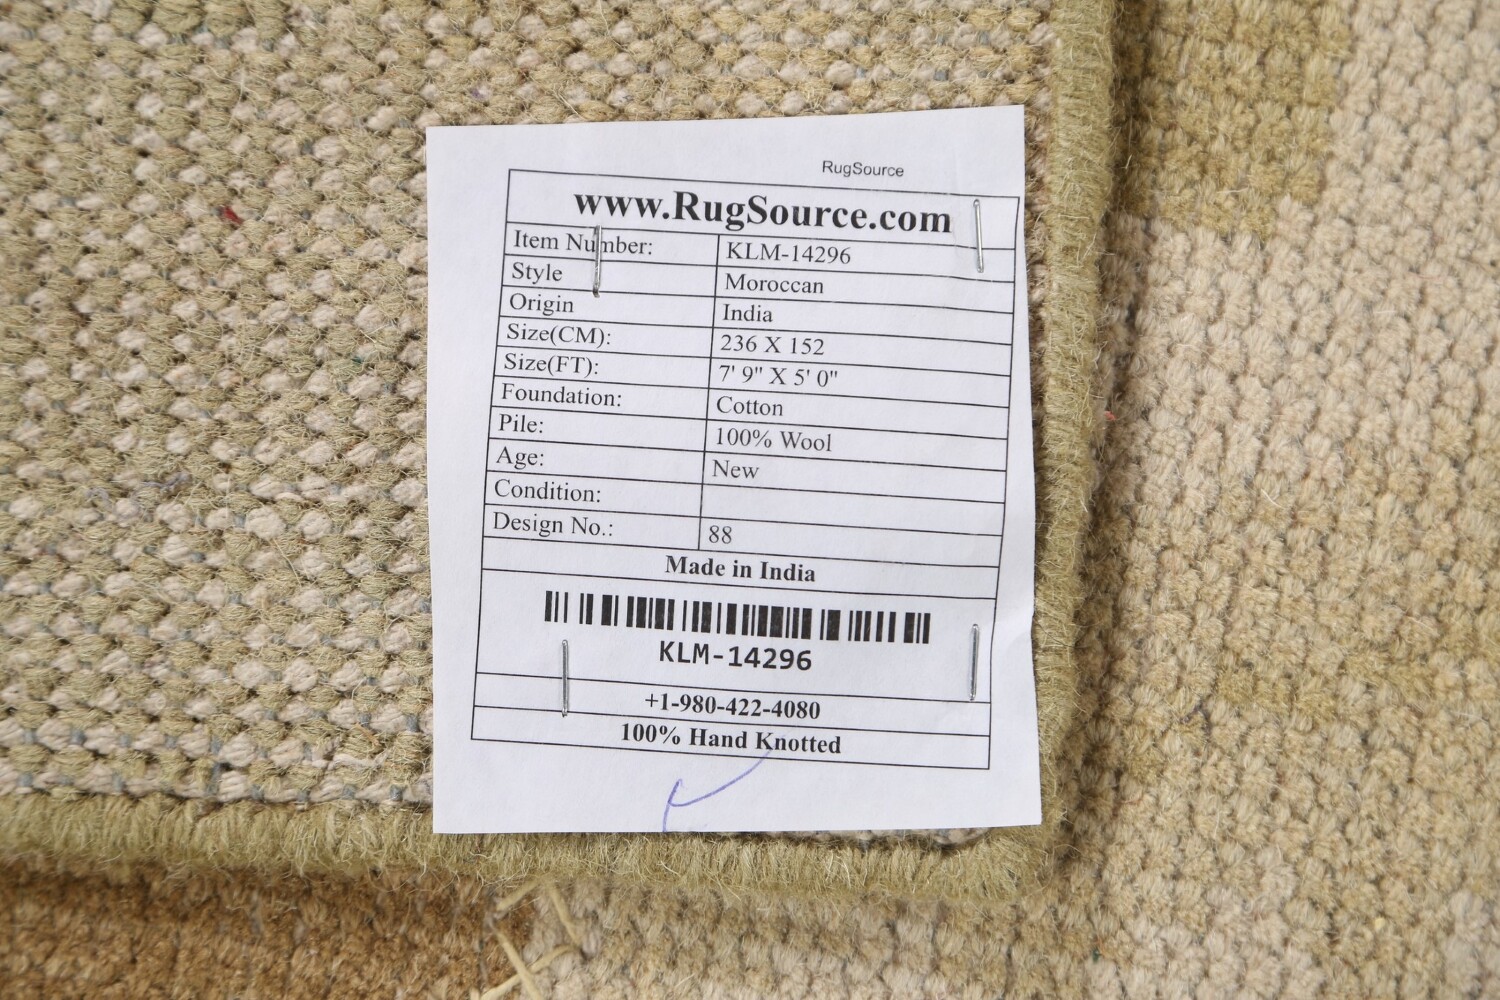 RugSource
www.RugSource.com
Item Number: KLM-14296
Style Moroccan
Origin India
Size(CM): 236 X 152
Size(FT): 7' 9" X 5' 0"
Foundation: Cotton
Pile: 100% Wool
Age: New
Condition:
Design No.: 88
Made in India
KLM-14296
+1-980-422-4080
100% Hand Knotted